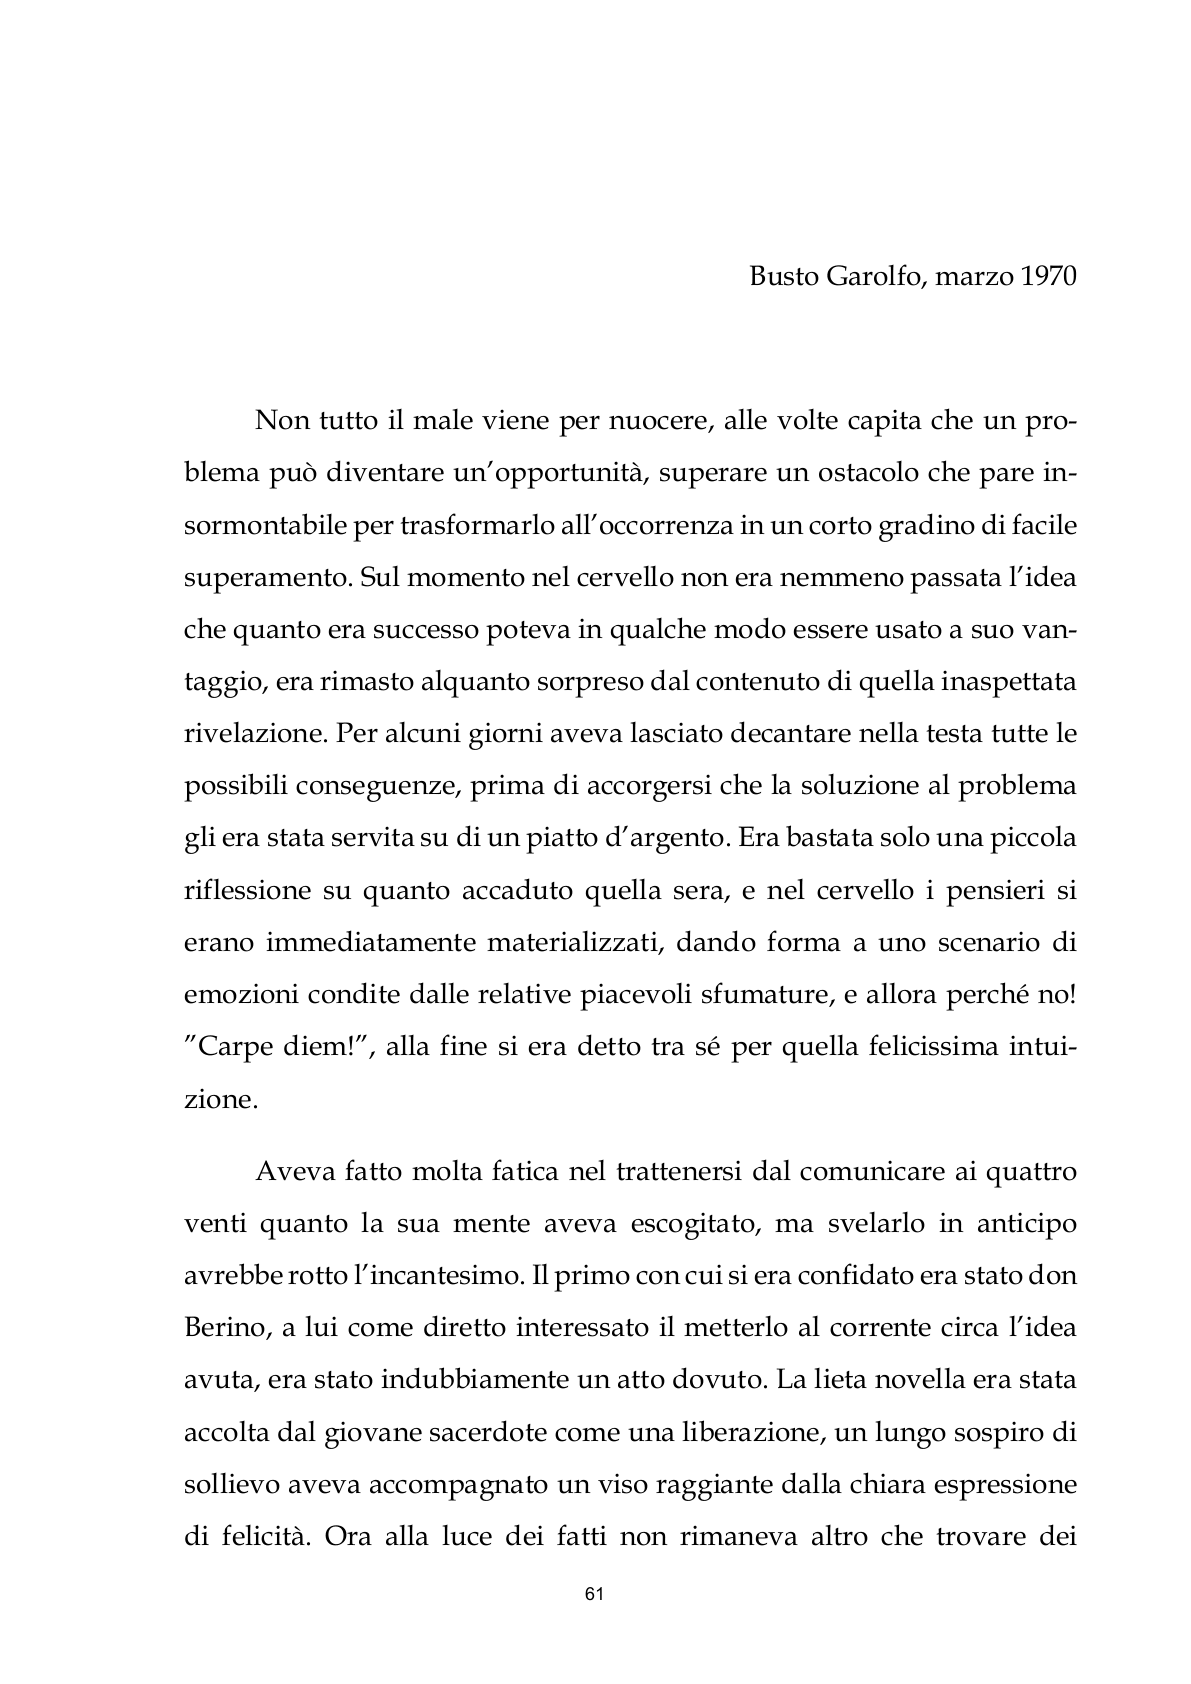 Busto Garolfo, marzo 1970
Non tutto il male viene per nuocere, alle volte capita che un pro-
blema può diventare un’opportunità, superare un ostacolo che pare in-
sormontabile per trasformarlo all’occorrenza in un corto gradino di facile
superamento. Sul momento nel cervello non era nemmeno passata l’idea
che quanto era successo poteva in qualche modo essere usato a suo van-
taggio, era rimasto alquanto sorpreso dal contenuto di quella inaspettata
rivelazione. Per alcuni giorni aveva lasciato decantare nella testa tutte le
possibili conseguenze, prima di accorgersi che la soluzione al problema
gli era stata servita su di un piatto d’argento. Era bastata solo una piccola
riflessione su quanto accaduto quella sera, e nel cervello i pensieri si
erano immediatamente materializzati, dando forma a uno scenario di
emozioni condite dalle relative piacevoli sfumature, e allora perché no!
”Carpe diem!”, alla fine si era detto tra sé per quella felicissima intui-
zione.
Aveva fatto molta fatica nel trattenersi dal comunicare ai quattro
venti quanto la sua mente aveva escogitato, ma svelarlo in anticipo
avrebbe rotto l’incantesimo. Il primo con cui si era confidato era stato don
Berino, a lui come diretto interessato il metterlo al corrente circa l’idea
avuta, era stato indubbiamente un atto dovuto. La lieta novella era stata
accolta dal giovane sacerdote come una liberazione, un lungo sospiro di
sollievo aveva accompagnato un viso raggiante dalla chiara espressione
di felicità. Ora alla luce dei fatti non rimaneva altro che trovare dei
61